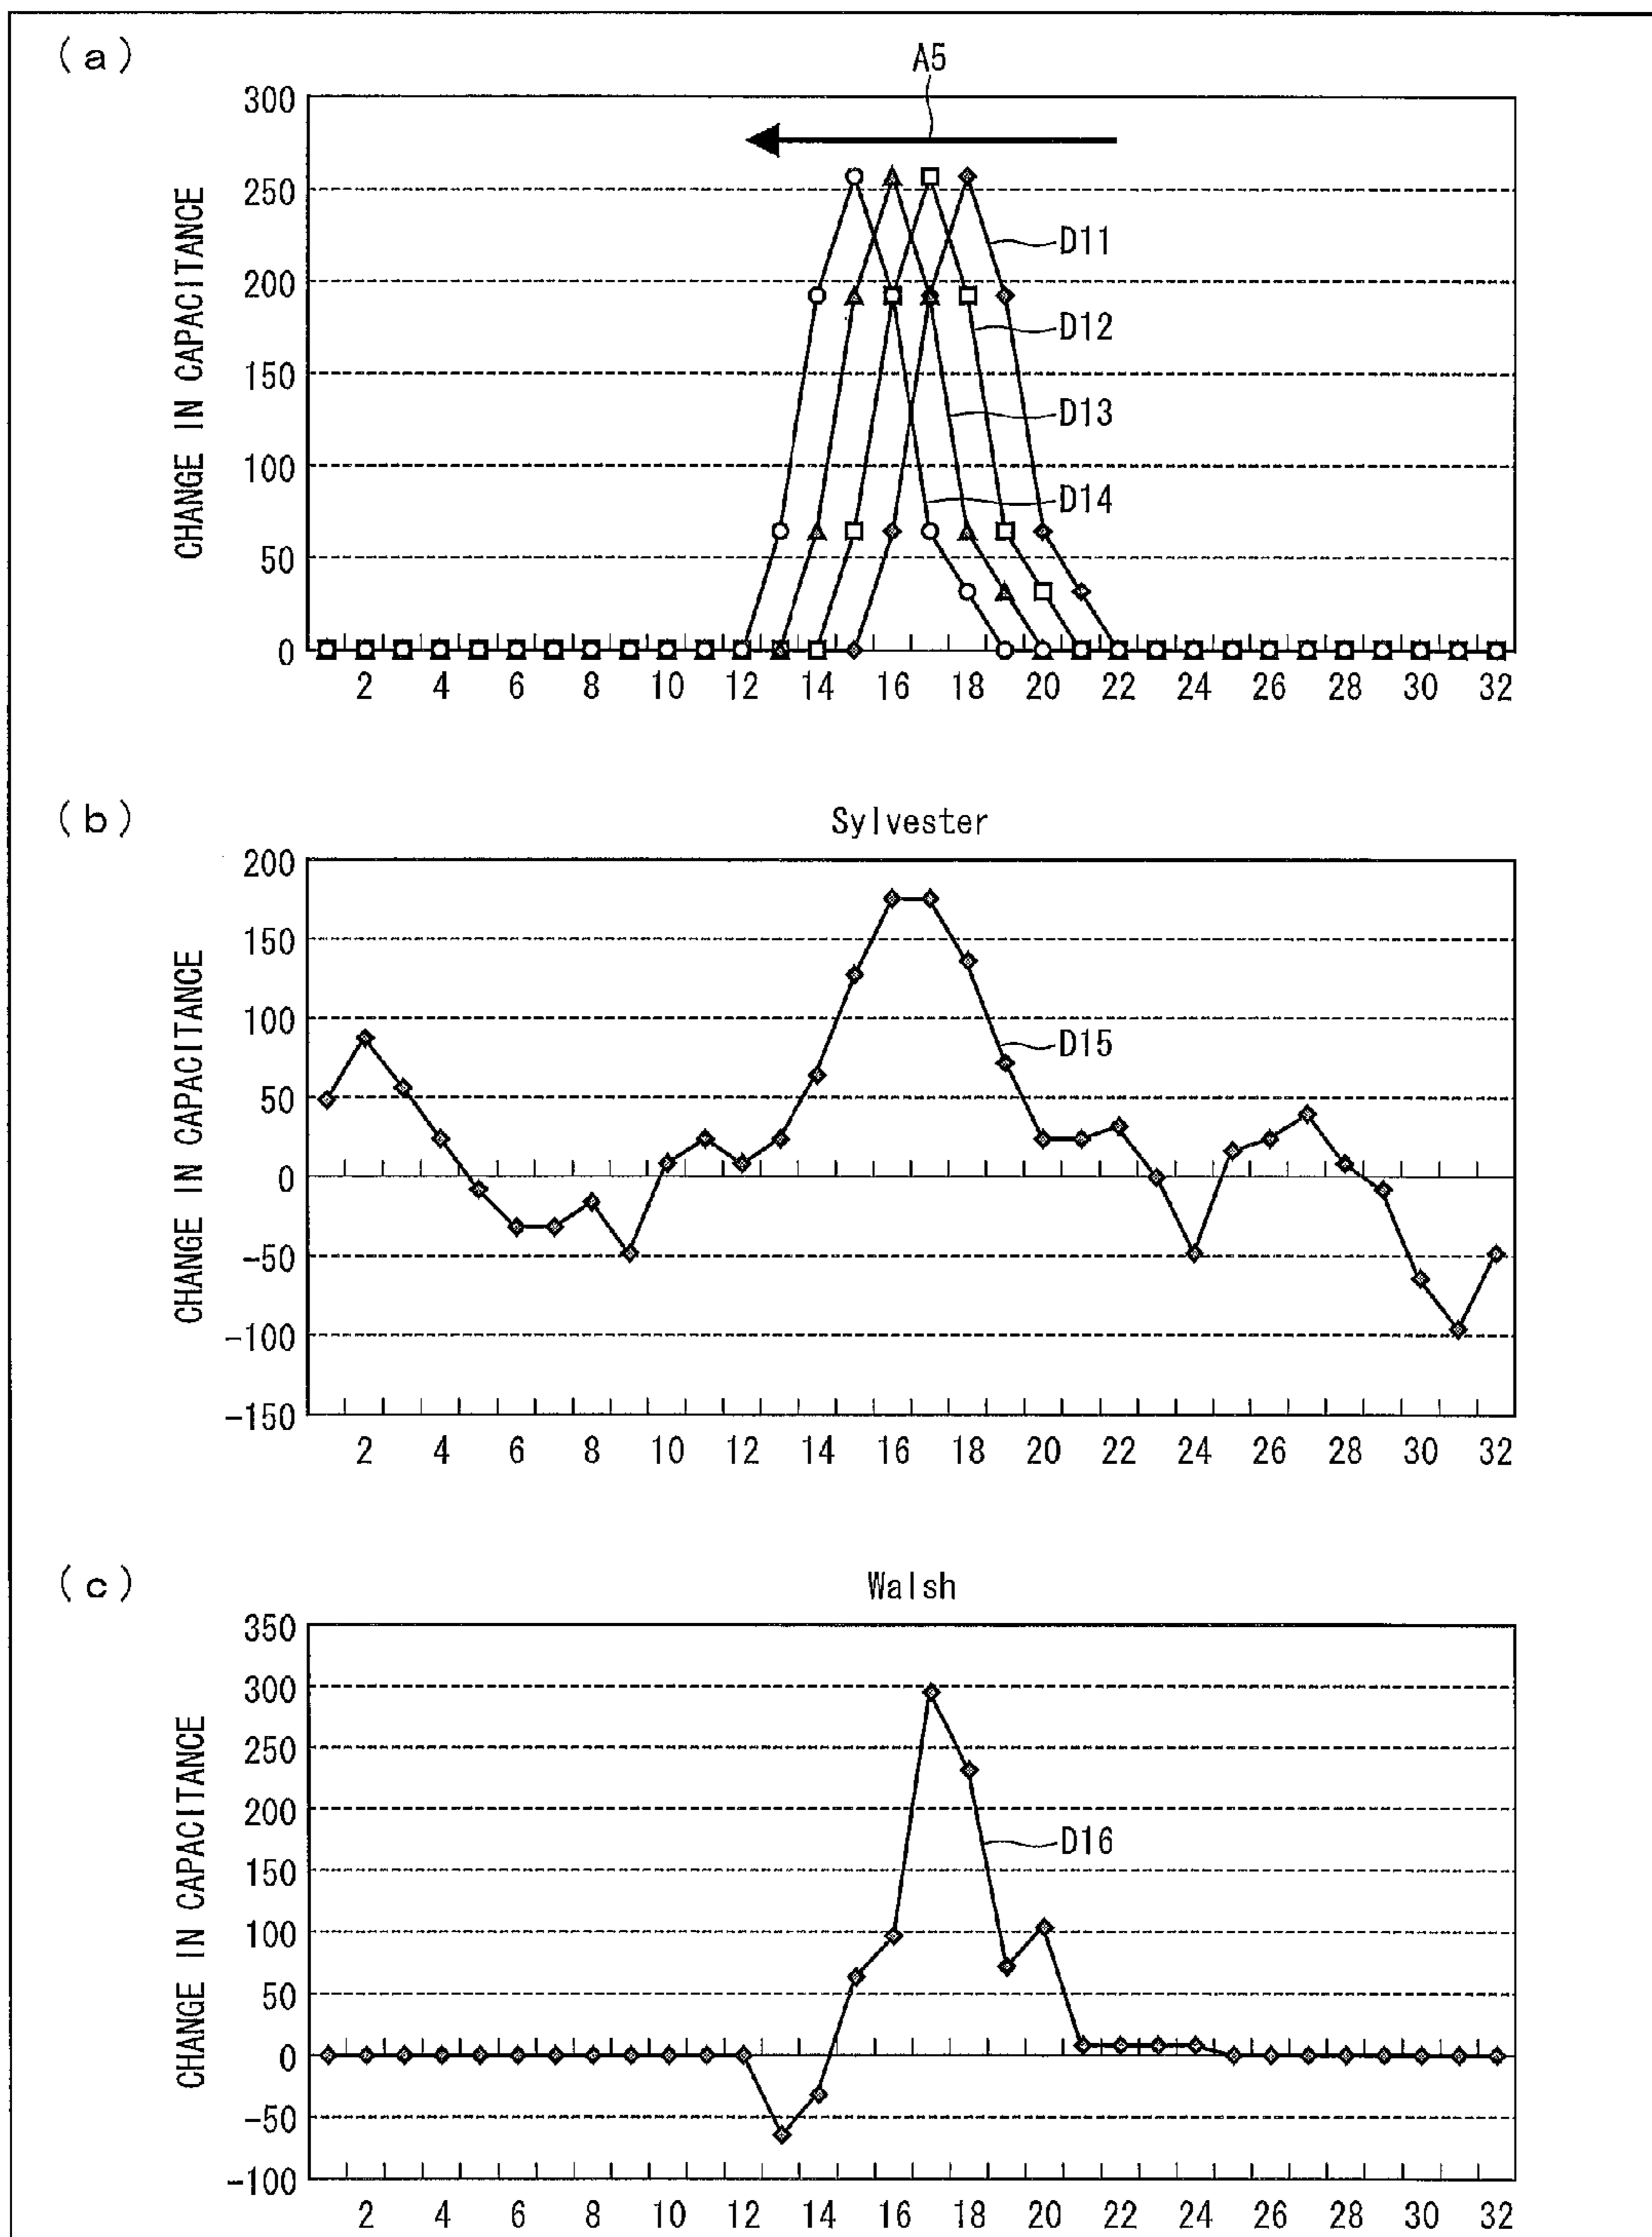 (a)
A5
300
250
200
150
100
50
0
CHANGE IN CAPACITANCE
D11
D12
D13
D14
2 4 6 8 10 12 14 16 18 20 22 24 26 28 30 32
(b)
Sylvester
200
150
100
50
0
-50
-100
-150
CHANGE IN CAPACITANCE
D15
2 4 6 8 10 12 14 16 18 20 22 24 26 28 30 32
(c)
Walsh
350
300
250
200
150
100
50
0
-50
-100
CHANGE IN CAPACITANCE
D16
2 4 6 8 10 12 14 16 18 20 22 24 26 28 30 32